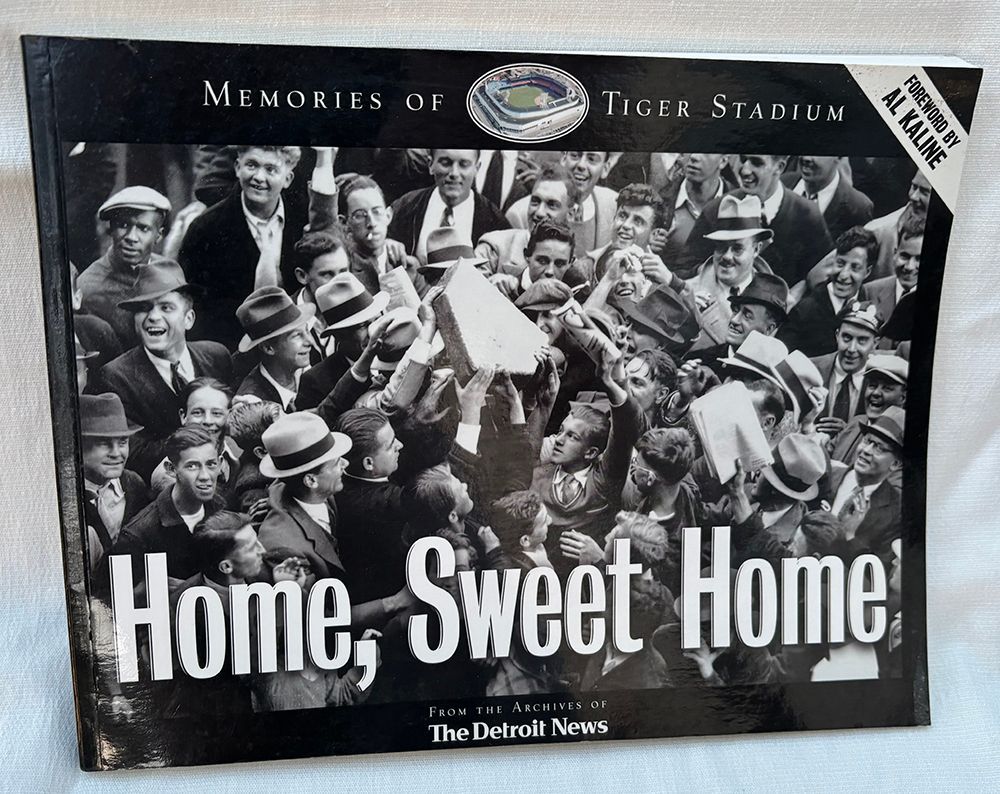 Memories of Tiger Stadium
FOREWORD BY
AL KALINE
Home, Sweet Home
From the Archives of
The Detroit News